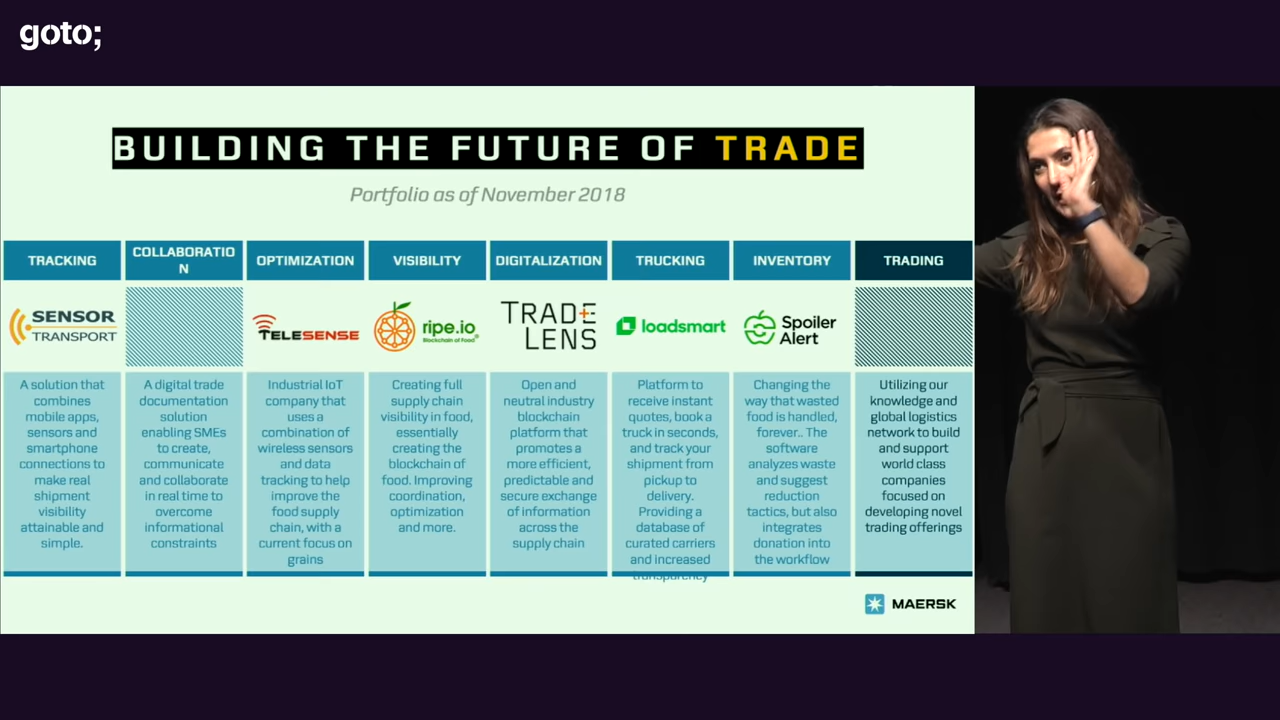 goto;
BUILDING THE FUTURE OF TRADE
Portfolio as of November 2018
TRACKING
SENSOR
TRANSPORT
A solution that
combines
mobile apps,
sensors and
smartphone
connections to
make real
shipment
visibility
attainable and
simple.
COLLABORATIO
N
A digital trade
documentation
solution
enabling SMEs
to create,
communicate
and collaborate
in real time to
overcome
informational
constraints
OPTIMIZATION
TELESENSE
Industrial IoT
company that
uses a
combination of
wireless sensors
and data
tracking to help
improve the
food supply
chain, with a
current focus on
grains
VISIBILITY
ripe.io
Blockchain of Food
Creating full
supply chain
visibility in food,
essentially
creating the
blockchain of
food. Improving
coordination,
optimization
and more.
DIGITALIZATION
TRADE
LENS
Open and
neutral industry
blockchain
platform that
promotes a
more efficient,
predictable and
secure exchange
of information
across the
supply chain
TRUCKING
loadsmart
Platform to
receive instant
quotes, book a
truck in seconds,
and track your
shipment from
pickup to
delivery.
Providing a
database of
curated carriers
and increased
transparency
INVENTORY
Spoiler
Alert
Changing the
way that wasted
food is handled,
forever.. The
software
analyzes waste
and suggest
reduction
tactics, but also
integrates
donation into
the workflow
TRADING
Utilizing our
knowledge and
global logistics
network to build
and support
world class
companies
focused on
developing novel
trading offerings
MAERSK